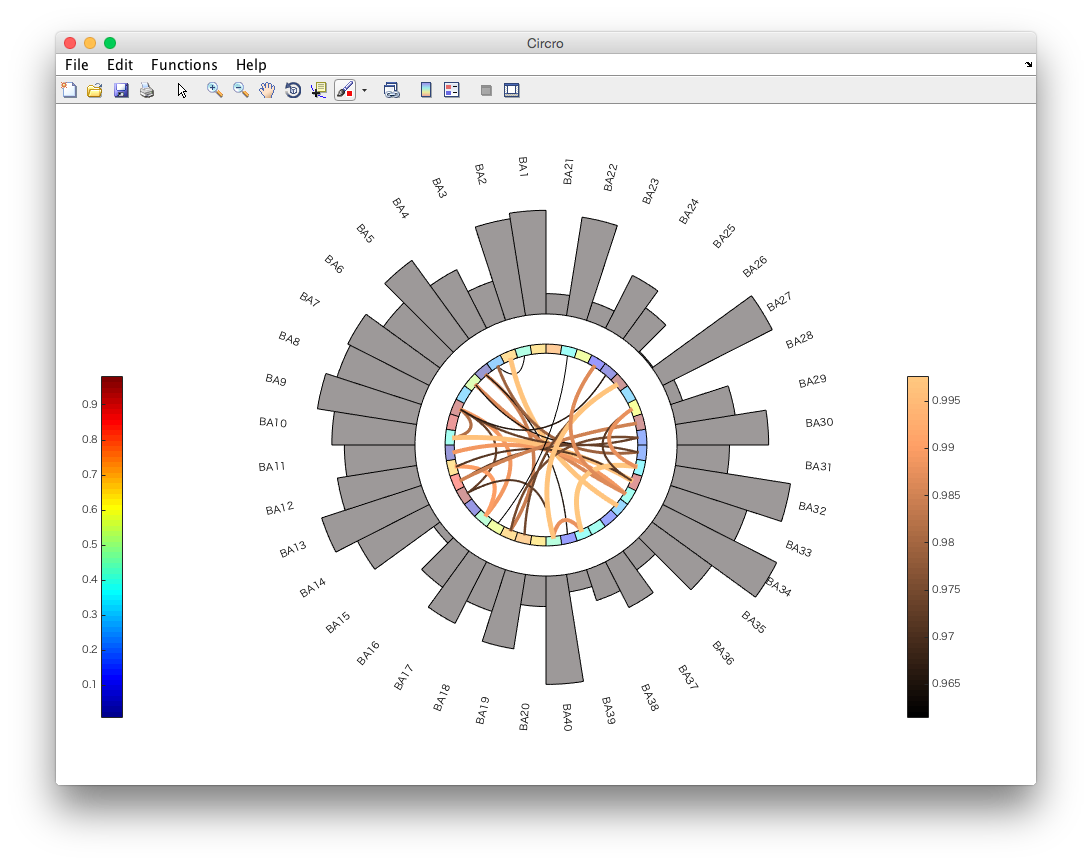 Circro
File Edit Functions Help
BA1
BA2
BA3
BA4
BA5
BA6
BA7
BA8
BA9
BA10
BA11
BA12
BA13
BA14
BA15
BA16
BA17
BA18
BA19
BA20
BA21
BA22
BA23
BA24
BA25
BA26
BA27
BA28
BA29
BA30
BA31
BA32
BA33
BA34
BA35
BA36
BA37
BA38
BA39
BA40
0.9
0.8
0.7
0.6
0.5
0.4
0.3
0.2
0.1
0.995
0.99
0.985
0.98
0.975
0.97
0.965